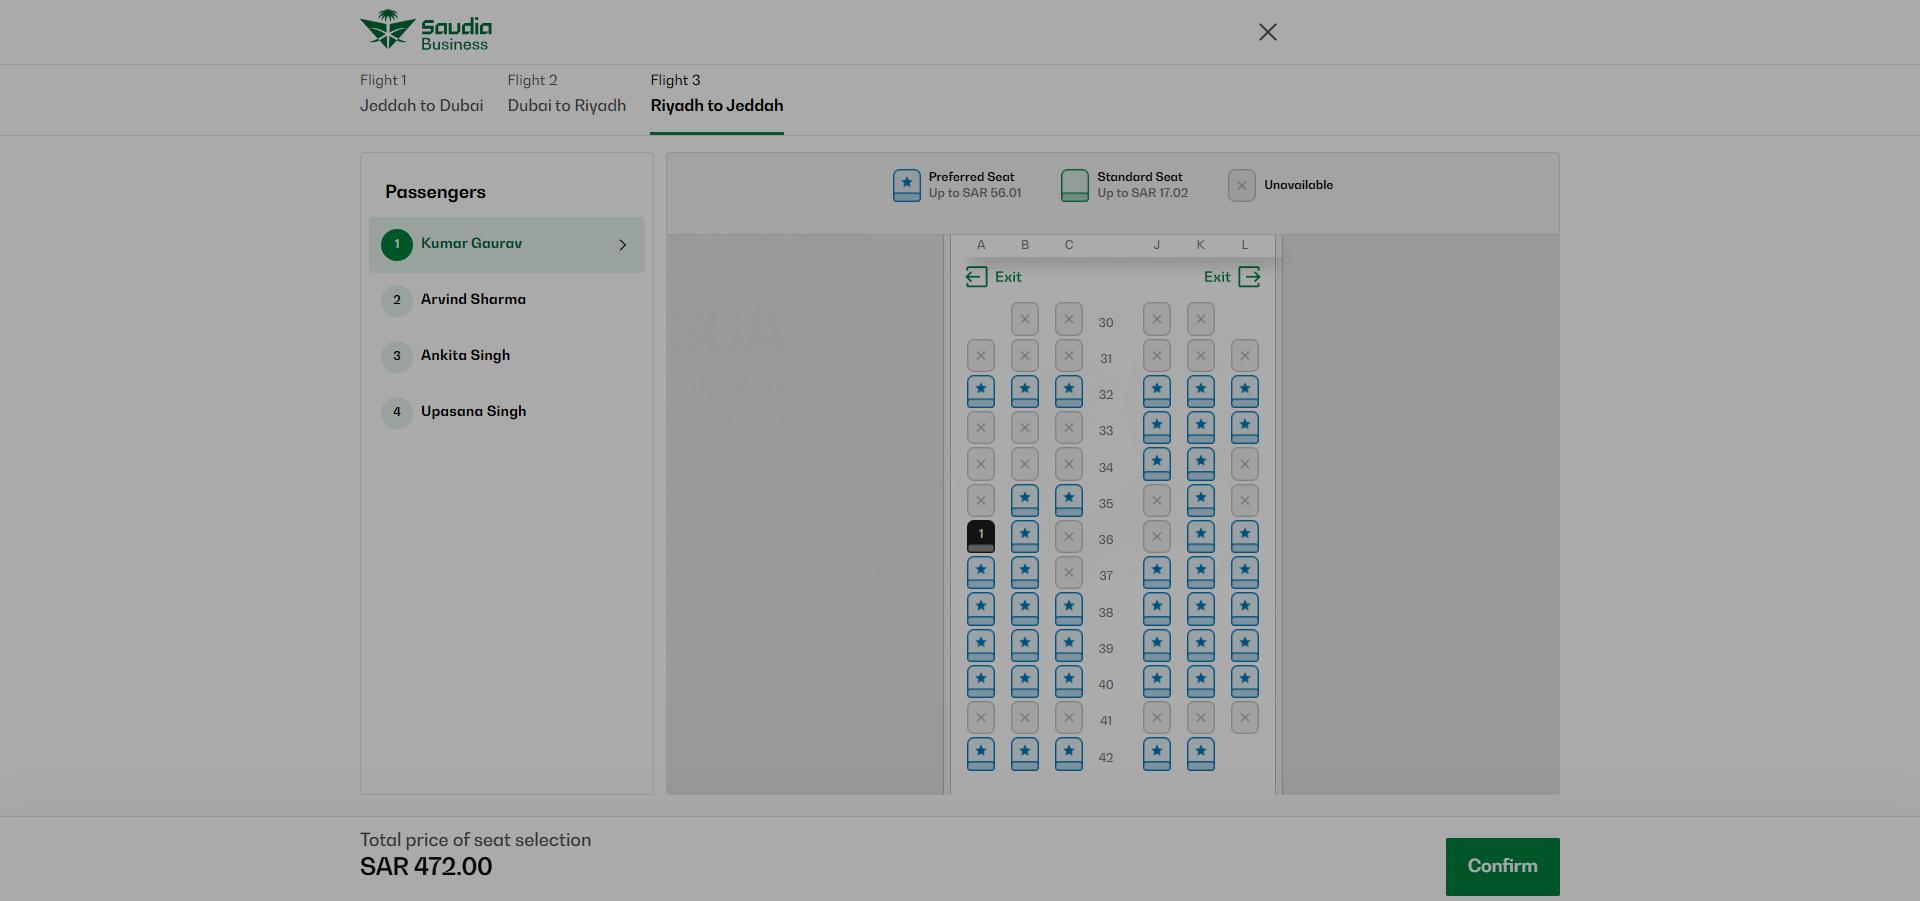 Saudia
Business
Flight 1
Jeddah to Dubai
Flight 2
Dubai to Riyadh
Flight 3
Riyadh to Jeddah
Passengers
1 Kumar Gaurav
2 Arvind Sharma
3 Ankita Singh
4 Upasana Singh
Preferred Seat
Up to SAR 56.01
Standard Seat
Up to SAR 17.02
Unavailable
36A
A B C J K L
Exit Exit
30
31
32
33
34
35
1 36
37
38
39
40
41
42
Total price of seat selection
SAR 472.00
Confirm